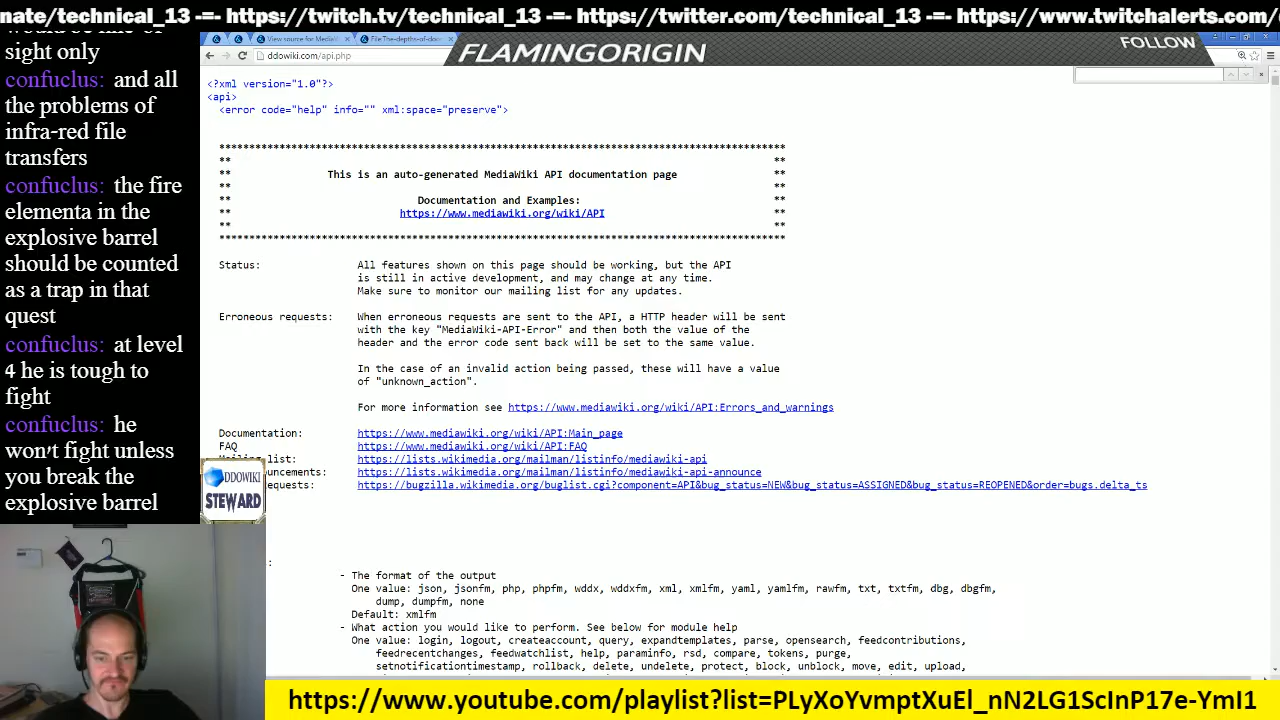 nate/technical_13 -=- https://twitch.tv/technical_13 -=- https://twitter.com/technical_13 -=- https://www.twitchalerts.com/
sight only
confuclus: and all
the problems of
infra-red file
transfers
confuclus: the fire
elementa in the
explosive barrel
should be counted
as a trap in that
quest
confuclus: at level
4 he is tough to
fight
confuclus: he
won't fight unless
you break the
explosive barrel
DDOWIKI
STEWARD
View source for Media
File:The-depths-of-doo
FLAMINGORIGIN
FOLLOW
ddowiki.com/api.php
<?xml version="1.0"?>
<api>
<error code="help" info="" xml:space="preserve">
******************************************************************************************
** **
** This is an auto-generated MediaWiki API documentation page **
** **
** Documentation and Examples: **
** https://www.mediawiki.org/wiki/API **
** **
******************************************************************************************
Status: All features shown on this page should be working, but the API
is still in active development, and may change at any time.
Make sure to monitor our mailing list for any updates.
Erroneous requests: When erroneous requests are sent to the API, a HTTP header will be sent
with the key "MediaWiki-API-Error" and then both the value of the
header and the error code sent back will be set to the same value.
In the case of an invalid action being passed, these will have a value
of "unknown_action".
For more information see https://www.mediawiki.org/wiki/API:Errors_and_warnings
Documentation: https://www.mediawiki.org/wiki/API:Main_page
FAQ https://www.mediawiki.org/wiki/API:FAQ
list: https://lists.wikimedia.org/mailman/listinfo/mediawiki-api
uncements: https://lists.wikimedia.org/mailman/listinfo/mediawiki-api-announce
equests: https://bugzilla.wikimedia.org/buglist.cgi?component=API&bug_status=NEW&bug_status=ASSIGNED&bug_status=REOPENED&order=bugs.delta_ts
:
- The format of the output
One value: json, jsonfm, php, phpfm, wddx, wddxfm, xml, xmlfm, yaml, yamlfm, rawfm, txt, txtfm, dbg, dbgfm,
dump, dumpfm, none
Default: xmlfm
- What action you would like to perform. See below for module help
One value: login, logout, createaccount, query, expandtemplates, parse, opensearch, feedcontributions,
feedrecentchanges, feedwatchlist, help, paraminfo, rsd, compare, tokens, purge,
setnotificationtimestamp, rollback, delete, undelete, protect, block, unblock, move, edit, upload,
https://www.youtube.com/playlist?list=PLyXoYvmptXuEl_nN2LG1ScInP17e-YmI1